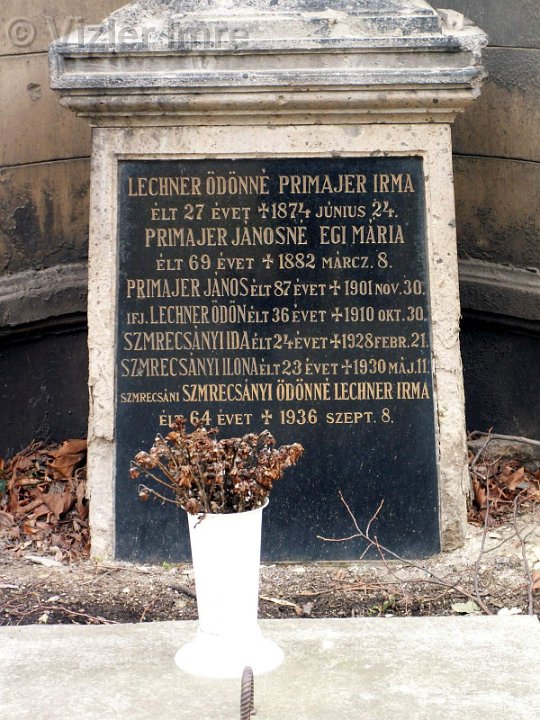 © Vizler Imre
LECHNER ÖDÖNNÉ PRIMAJER IRMA
ÉLT 27 ÉVET ✝ 1874 JÚNIUS 24.
PRIMAJER JÁNOSNÉ EGI MÁRIA
ÉLT 69 ÉVET ✝ 1882 MÁRCZ. 8.
PRIMAJER JÁNOS ÉLT 87 ÉVET ✝ 1901 NOV. 30.
IFJ. LECHNER ÖDÖN ÉLT 36 ÉVET ✝ 1910 OKT. 30.
SZMRECSÁNYI IDA ÉLT 24 ÉVET ✝ 1928 FEBR. 21.
SZMRECSÁNYI ILONA ÉLT 23 ÉVET ✝ 1930 MÁJ. 11.
SZMRECSÁNI SZMRECSÁNYI ÖDÖNNÉ LECHNER IRMA
ÉLT 64 ÉVET ✝ 1936 SZEPT. 8.